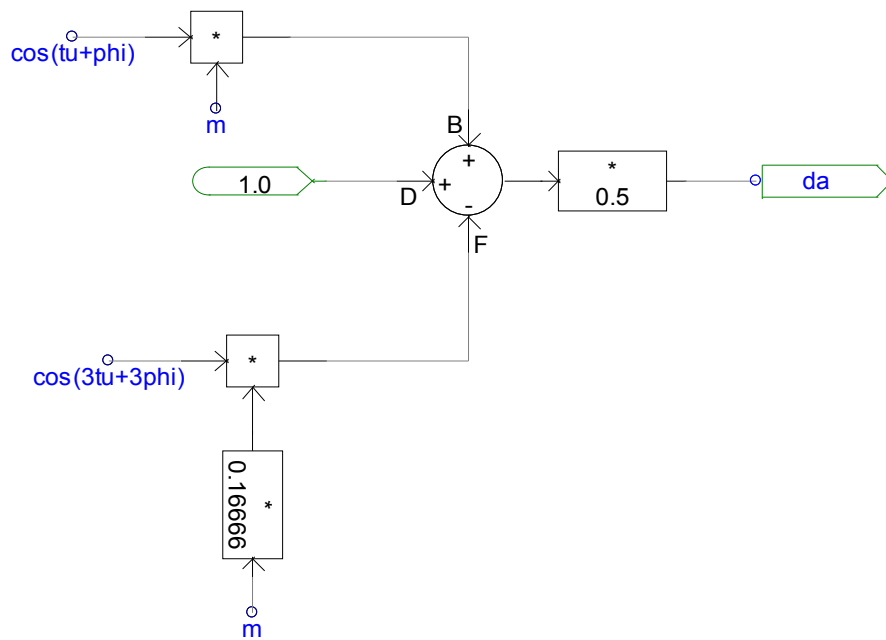 *
cos(tu+phi)
m
B
+
1.0
D
+
-
F
*
0.5
da
*
cos(3tu+3phi)
*
0.16666
m